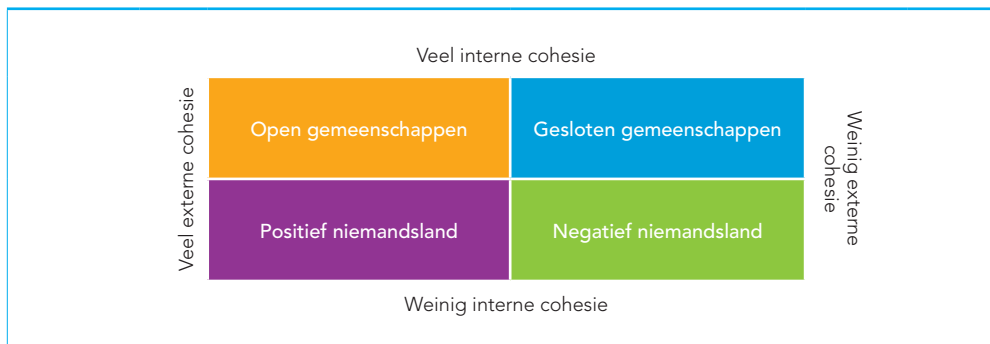 Veel interne cohesie
Veel externe cohesie
Open gemeenschappen
Gesloten gemeenschappen
Weinig externe
cohesie
Positief niemandsland
Negatief niemandsland
Weinig interne cohesie